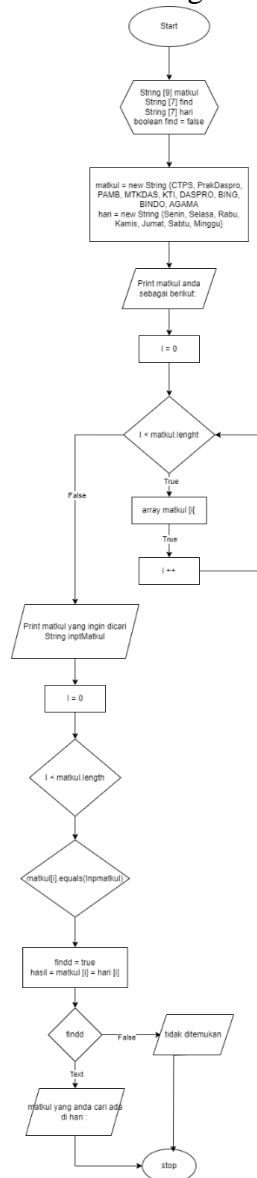 Start
String [9] matkul
String [7] find
String [7] hari
boolean find = false
matkul = new String {CTPS, PrakDaspro,
PAMB, MTKDAS, KTI, DASPRO, BING,
BINDO, AGAMA
hari = new String {Senin, Selasa, Rabu,
Kamis, Jumat, Sabtu, Minggu}
Print matkul anda
sebagai berikut:
I = 0
I < matkul.lenght
True
False
array matkul [i[
True
i ++
Print matkul yang ingin dicari
String inptMatkul
I = 0
I < matkul.length
matkul[i].equals(Inpmatkul)
findd = true
hasil = matkul [i] = hari [i]
findd
False
tidak ditemukan
Text
matkul yang anda cari ada
di hari :
stop